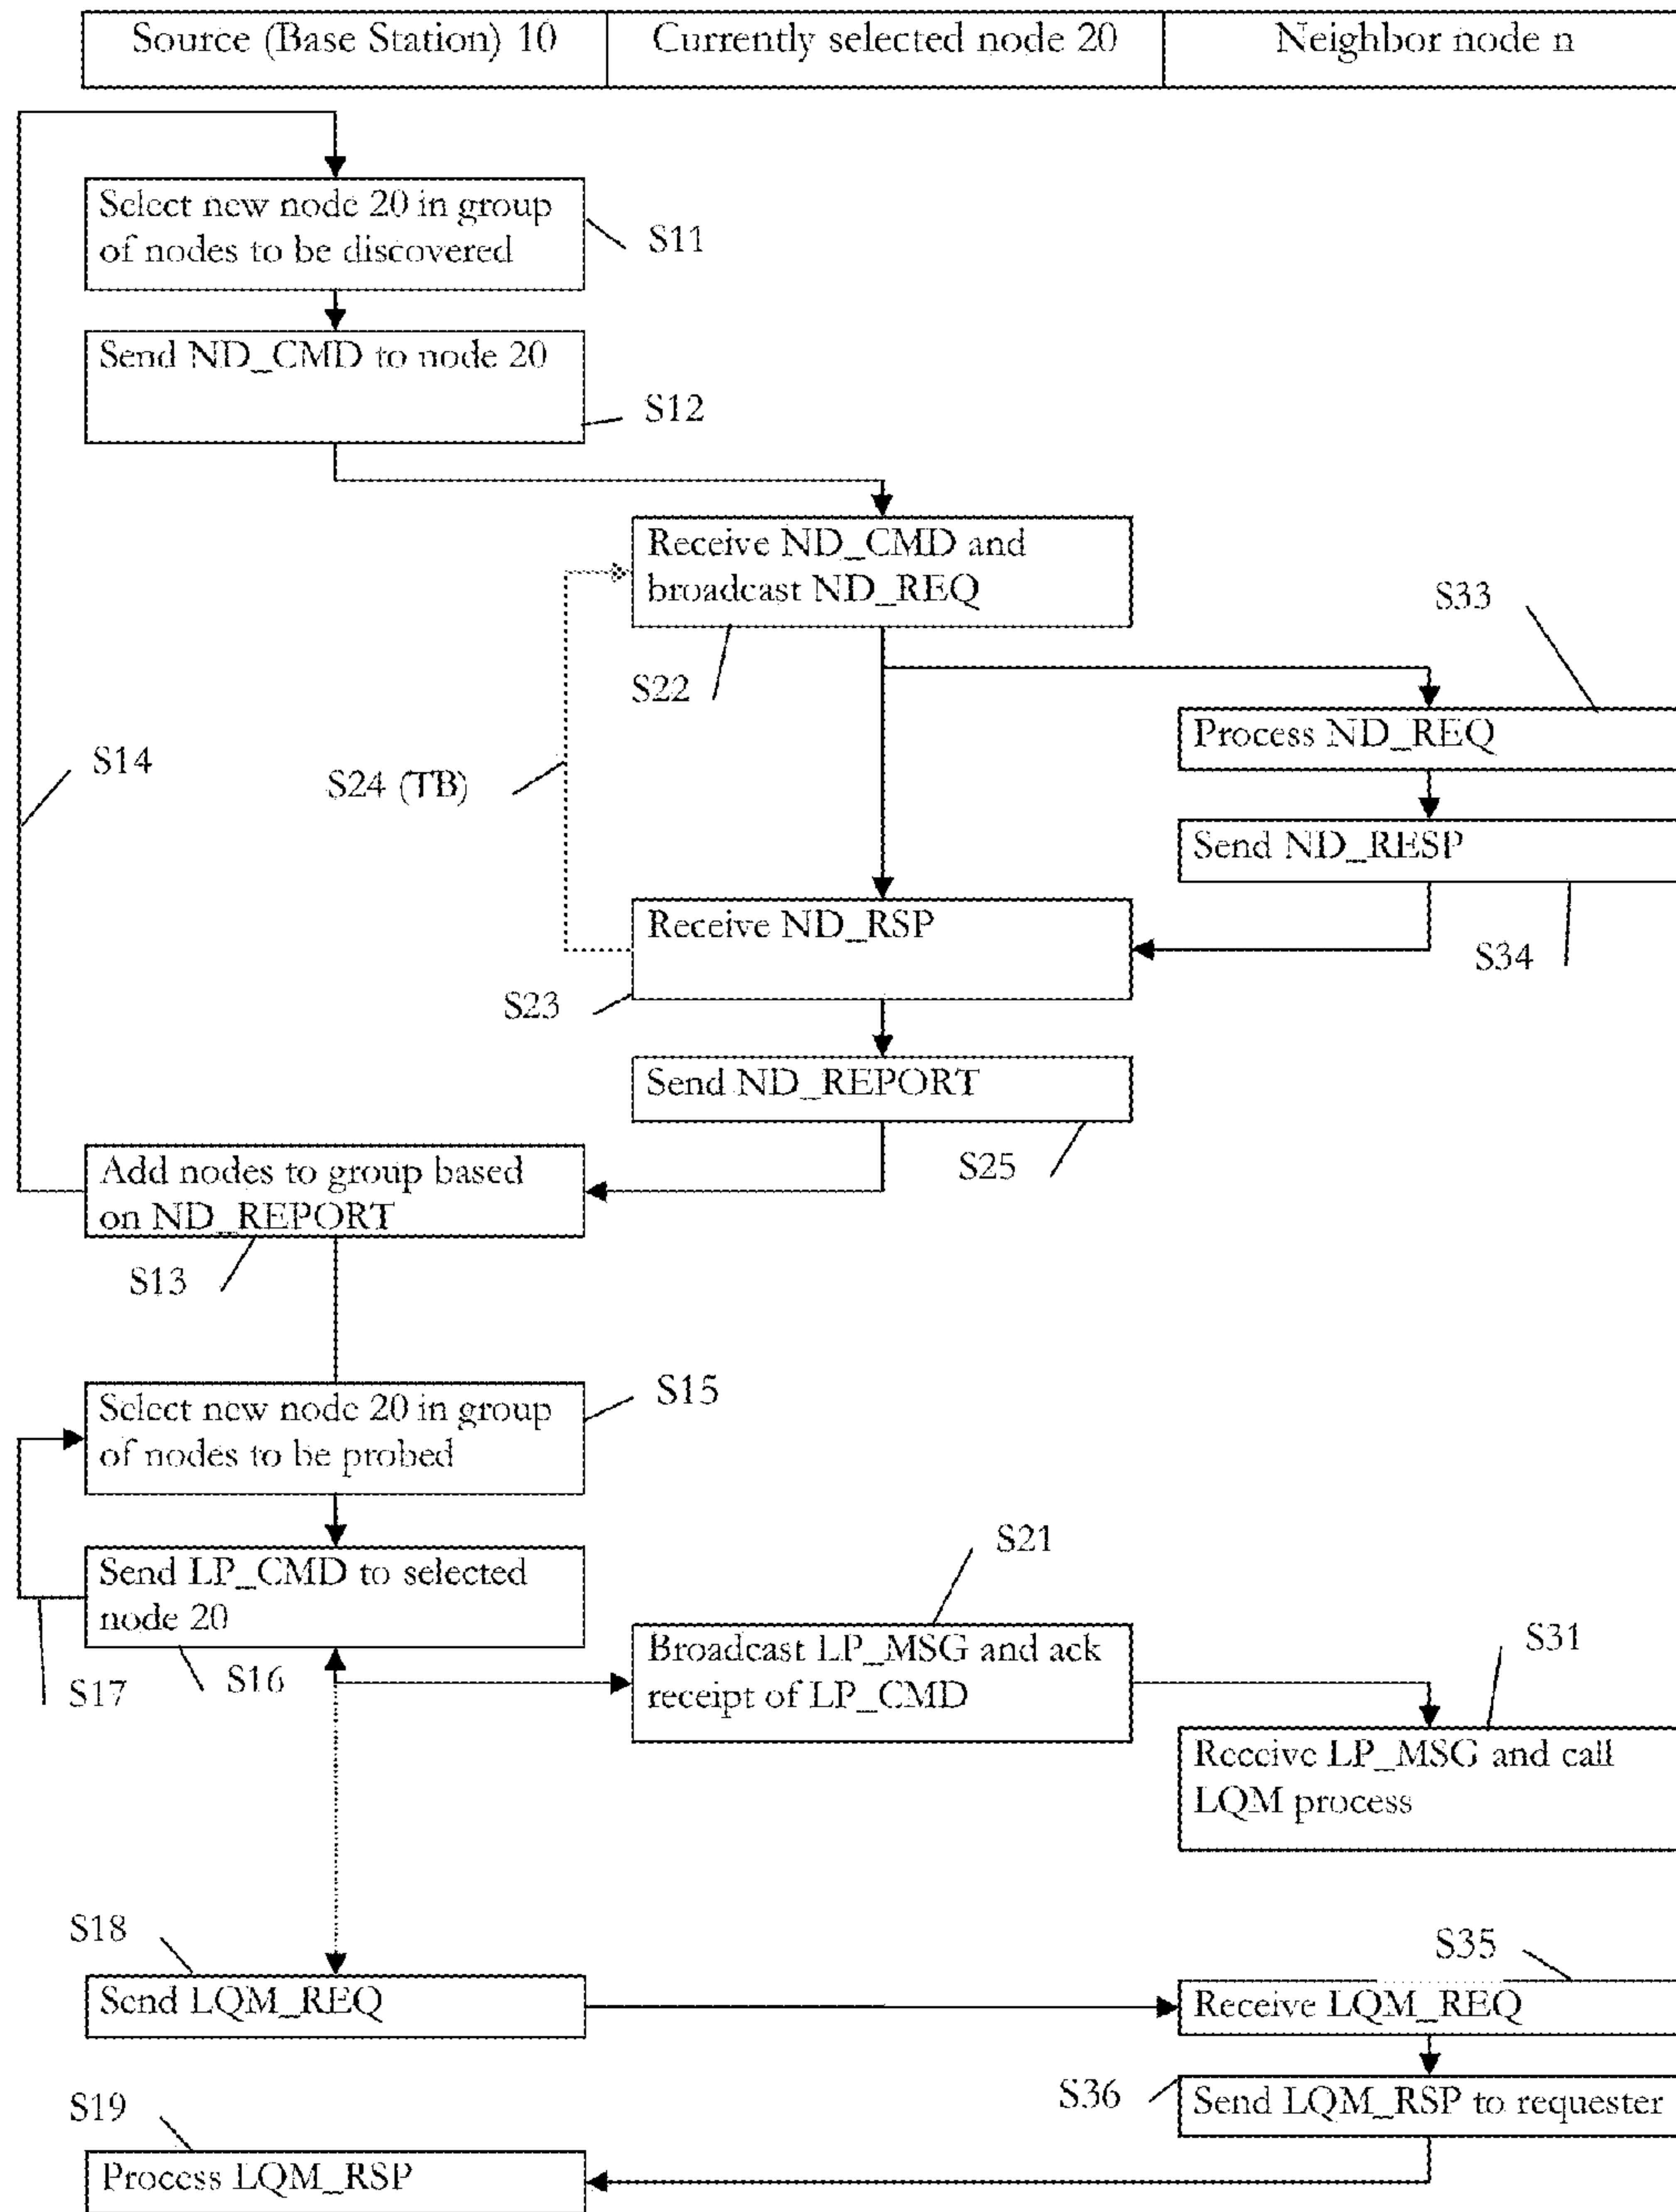 Source (Base Station) 10
Currently selected node 20
Neighbor node n
Select new node 20 in group
of nodes to be discovered
S11
Send ND_CMD to node 20
S12
Receive ND_CMD and
broadcast ND_REQ
S22
S33
Process ND_REQ
S14
S24 (TB)
Send ND_RESP
S34
Receive ND_RSP
S23
Send ND_REPORT
S25
Add nodes to group based
on ND_REPORT
S13
Select new node 20 in group
of nodes to be probed
S15
Send LP_CMD to selected
node 20
S17
S16
S21
Broadcast LP_MSG and ack
receipt of LP_CMD
S31
Receive LP_MSG and call
LQM process
S18
Send LQM_REQ
S35
Receive LQM_REQ
S36
Send LQM_RSP to requester
S19
Process LQM_RSP